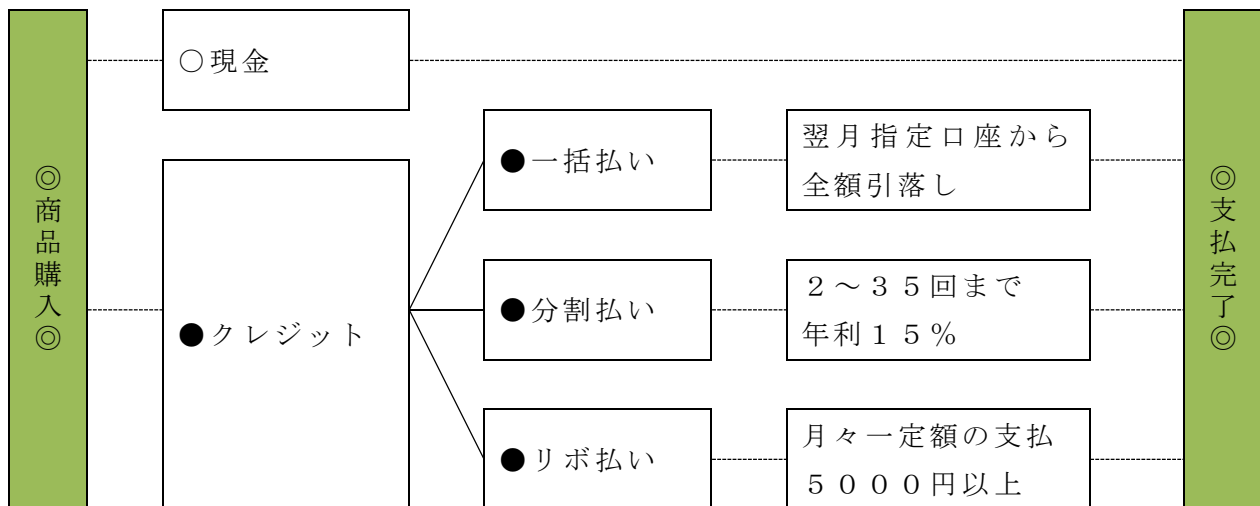 ◎商品購入◎
○現金
●クレジット
●一括払い
翌月指定口座から
全額引落し
●分割払い
２～３５回まで
年利１５％
●リボ払い
月々一定額の支払
５０００円以上
◎支払完了◎